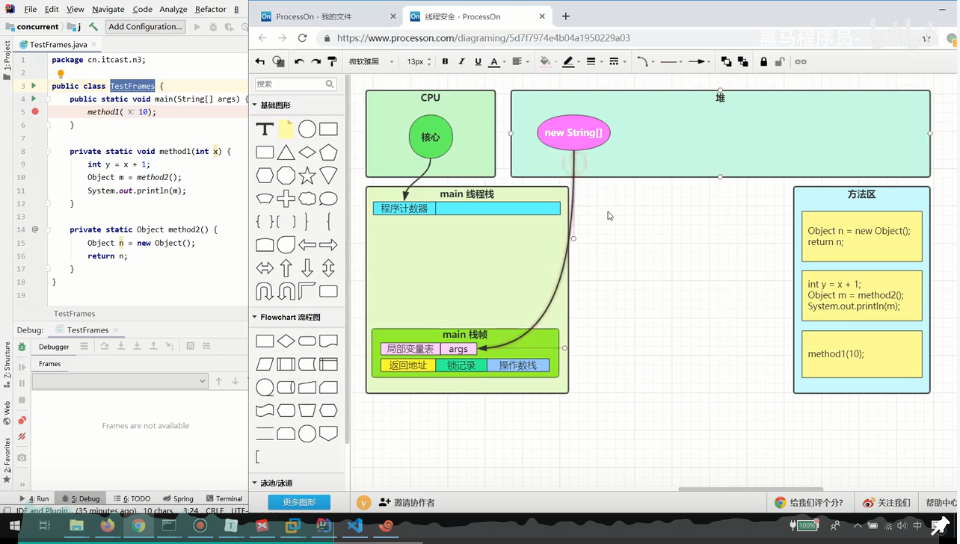 File Edit View Navigate Code Analyze Refactor B
concurrent
Add Configuration...
TestFrames.java
1: Project
1 package cn.itcast.n3;
2
3 public class TestFrames {
4 public static void main(String[] args) {
5 method1( 10);
6 }
7
8 private static void method1(int x) {
9 int y = x + 1;
10 Object m = method2();
11 System.out.println(m);
12 }
13
14 @ private static Object method2() {
15 Object n = new Object();
16 return n;
17 }
18 }
19
TestFrames
Debug: TestFrames
Debugger
Frames
Frames are not available
Z: Structure
Web
2: Favorites
4: Run 5: Debug 6: TODO Spring Terminal
IDE and Plugin... (35 minutes ago) 10 chars 3:24 CRLF
ProcessOn - 我的文件
线程安全 - ProcessOn
https://www.processon.com/diagraming/5d7f7974e4b04a1950229a03
黑马程序员
微软雅黑 13px B I U A
搜索
基础图形
Flowchart 流程图
泳池/泳道
更多图形
CPU
核心
堆
new String[]
main 线程栈
程序计数器
main 栈帧
局部变量表 args
返回地址 锁记录 操作数栈
方法区
Object n = new Object();
return n;
int y = x + 1;
Object m = method2();
System.out.println(m);
method1(10);
邀请协作者
给我们评个分?
关注我们
帮助中心
100%
中